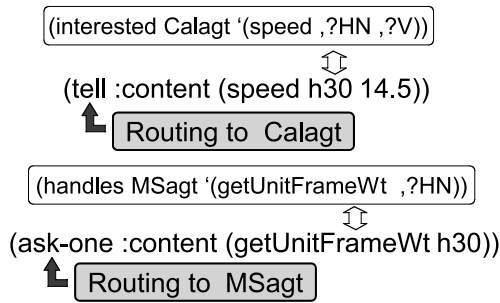 (interested Calagt ‘(speed ,?HN ,?V))
(tell :content (speed h30 14.5))
Routing to Calagt
(handles MSagt ‘(getUnitFrameWt ,?HN))
(ask-one :content (getUnitFrameWt h30))
Routing to MSagt